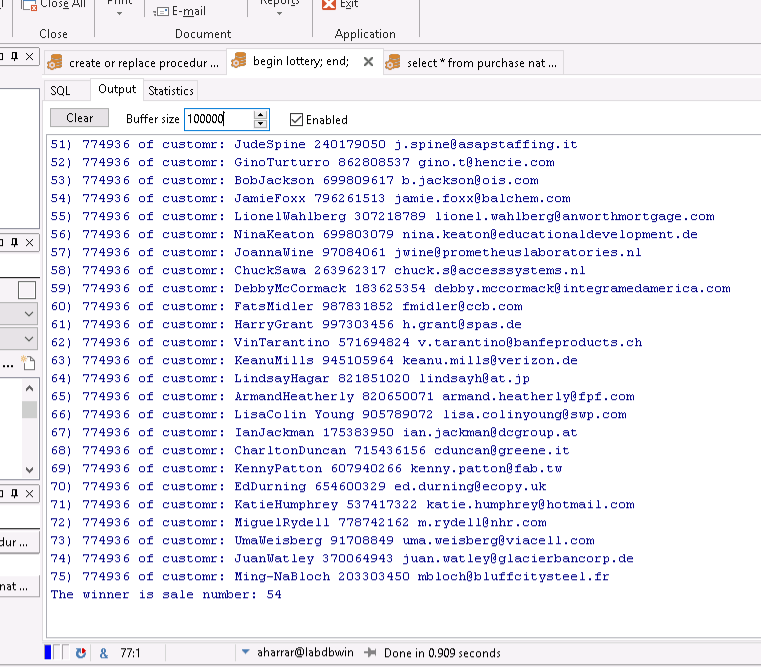 Close All
Print
E-mail
Reports
Exit
Close
Document
Application
create or replace procedur ...
begin lottery; end;
select * from purchase nat ...
SQL
Output
Statistics
Clear
Buffer size 100000
Enabled
51) 774936 of customr: JudeSpine 240179050 j.spine@asapstaffing.it
52) 774936 of customr: GinoTurturro 862808537 gino.t@hencie.com
53) 774936 of customr: BobJackson 699809617 b.jackson@ois.com
54) 774936 of customr: JamieFoxx 796261513 jamie.foxx@balchem.com
55) 774936 of customr: LionelWahlberg 307218789 lionel.wahlberg@anworthmortgage.com
56) 774936 of customr: NinaKeaton 699803079 nina.keaton@educationaldevelopment.de
57) 774936 of customr: JoannaWine 97084061 jwine@prometheuslaboratories.nl
58) 774936 of customr: ChuckSawa 263962317 chuck.s@accesssystems.nl
59) 774936 of customr: DebbyMcCormack 183625354 debby.mccormack@integramedamerica.com
60) 774936 of customr: FatsMidler 987831852 fmidler@ccb.com
61) 774936 of customr: HarryGrant 997303456 h.grant@spas.de
62) 774936 of customr: VinTarantino 571694824 v.tarantino@banfeproducts.ch
63) 774936 of customr: KeanuMills 945105964 keanu.mills@verizon.de
64) 774936 of customr: LindsayHagar 821851020 lindsayh@at.jp
65) 774936 of customr: ArmandHeatherly 820650071 armand.heatherly@fpf.com
66) 774936 of customr: LisaColin Young 905789072 lisa.colinyoung@swp.com
67) 774936 of customr: IanJackman 175383950 ian.jackman@dcgroup.at
68) 774936 of customr: CharltonDuncan 715436156 cduncan@greene.it
69) 774936 of customr: KennyPatton 607940266 kenny.patton@fab.tw
70) 774936 of customr: EdDurning 654600329 ed.durning@ecopy.uk
71) 774936 of customr: KatieHumphrey 537417322 katie.humphrey@hotmail.com
72) 774936 of customr: MiguelRydell 778742162 m.rydell@nhr.com
73) 774936 of customr: UmaWeisberg 91708849 uma.weisberg@viacell.com
74) 774936 of customr: JuanWatley 370064943 juan.watley@glacierbancorp.de
75) 774936 of customr: Ming-NaBloch 203303450 mbloch@bluffcitysteel.fr
The winner is sale number: 54
dur ...
nat ...
& 77:1 aharrar@labdbwin Done in 0.909 seconds